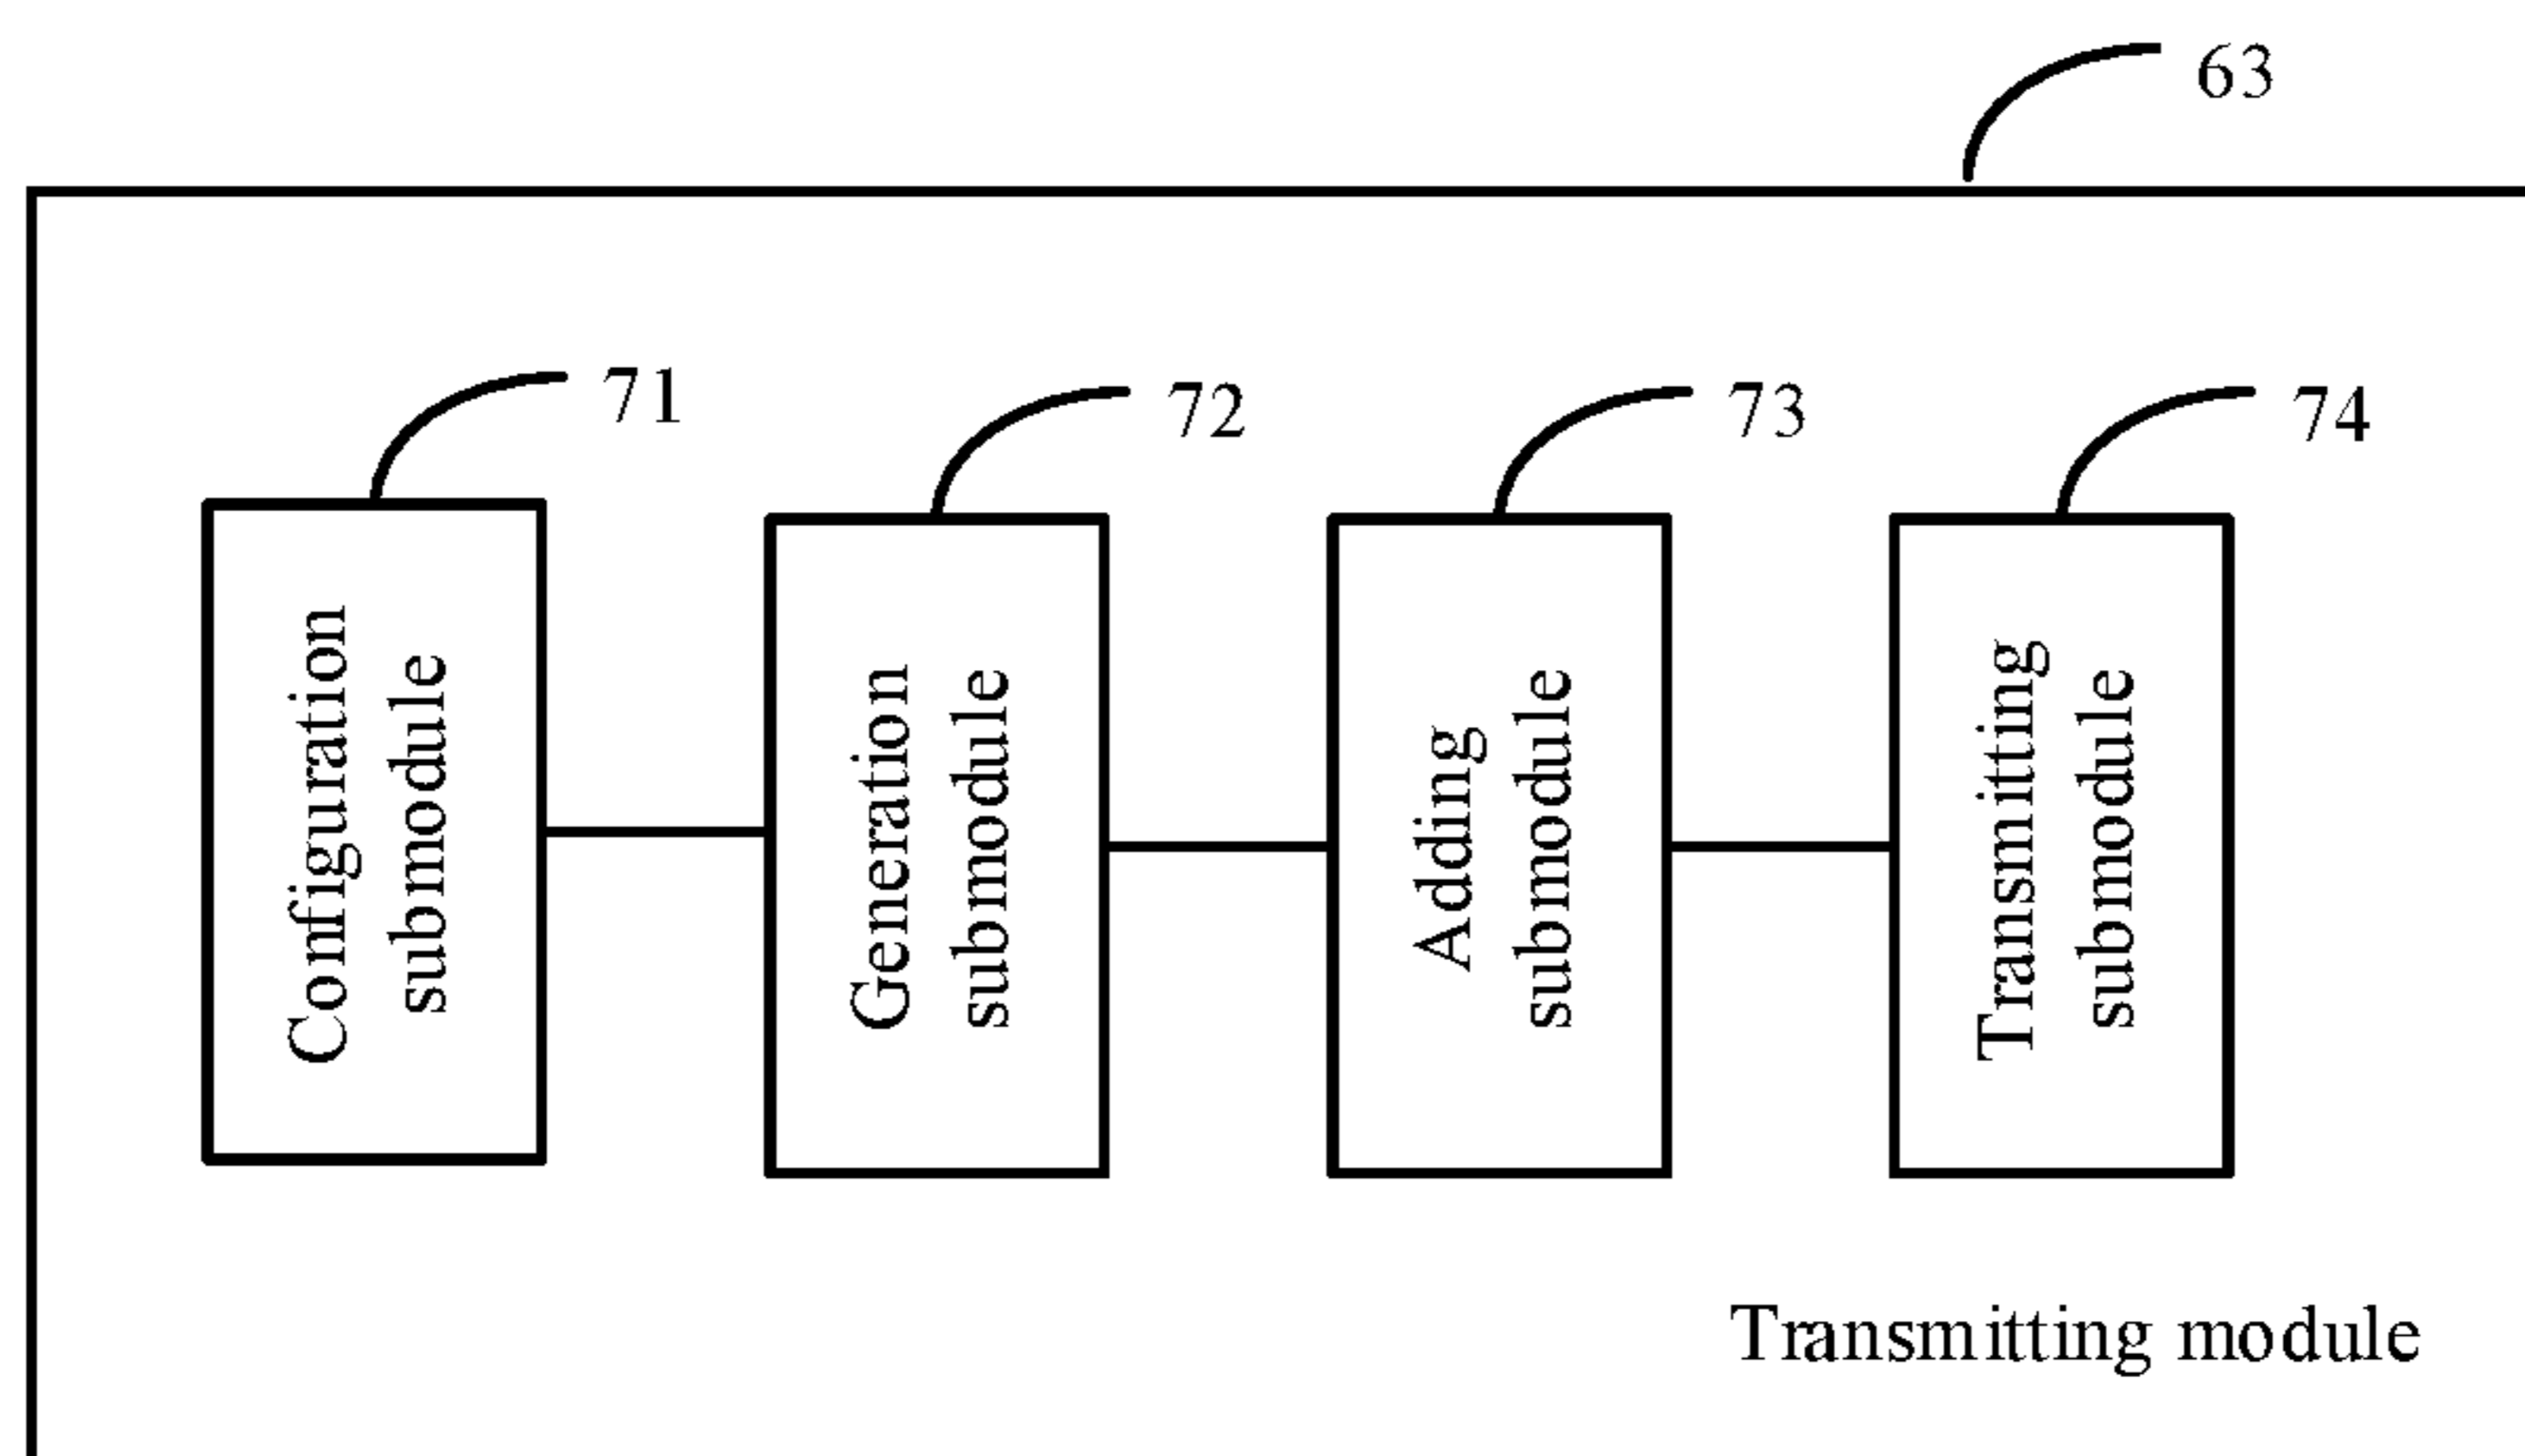 63
71
72
73
74
Configuration
submodule
Generation
submodule
Adding
submodule
Transmitting
submodule
Transmitting module